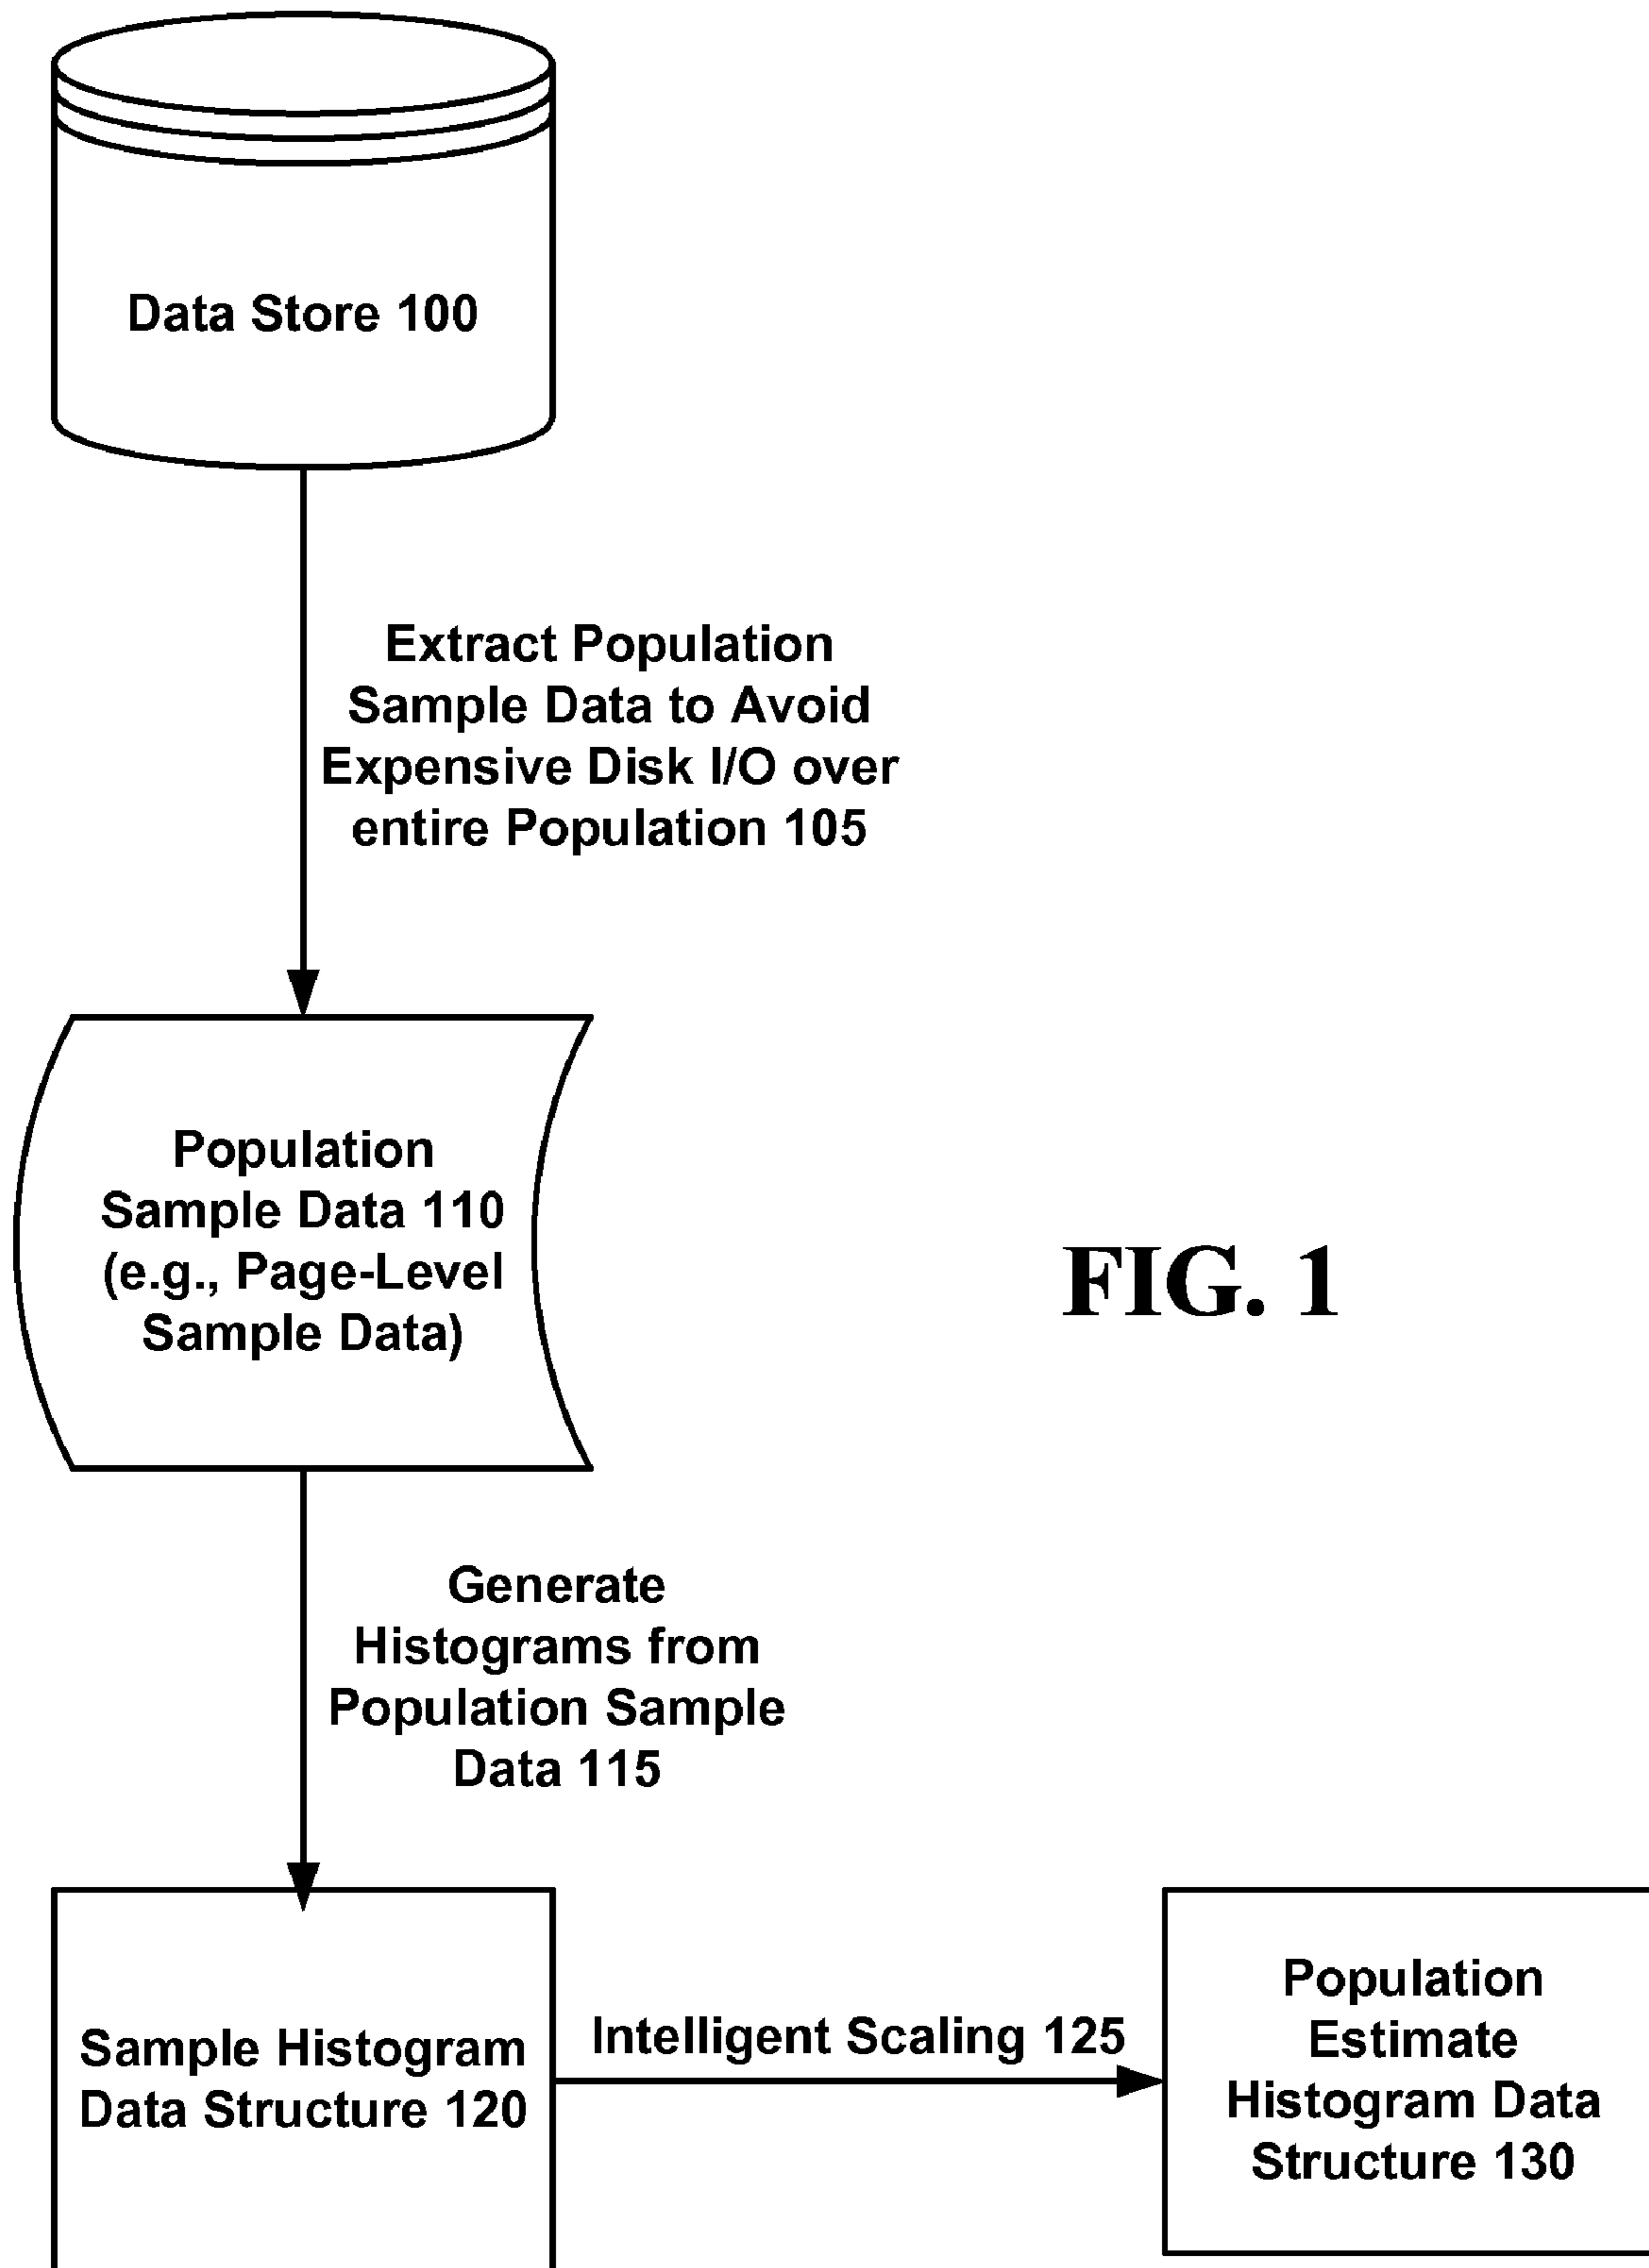 Data Store 100
Extract Population
Sample Data to Avoid
Expensive Disk I/O over
entire Population 105
Population
Sample Data 110
(e.g., Page-Level
Sample Data)
FIG. 1
Generate
Histograms from
Population Sample
Data 115
Sample Histogram
Data Structure 120
Intelligent Scaling 125
Population
Estimate
Histogram Data
Structure 130